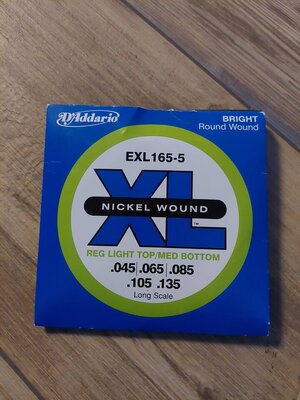 D'Addario
BRIGHT
Round Wound
EXL165-5
XL
NICKEL WOUND
TM
REG LIGHT TOP/MED BOTTOM
.045 .065 .085
.105 .135
Long Scale